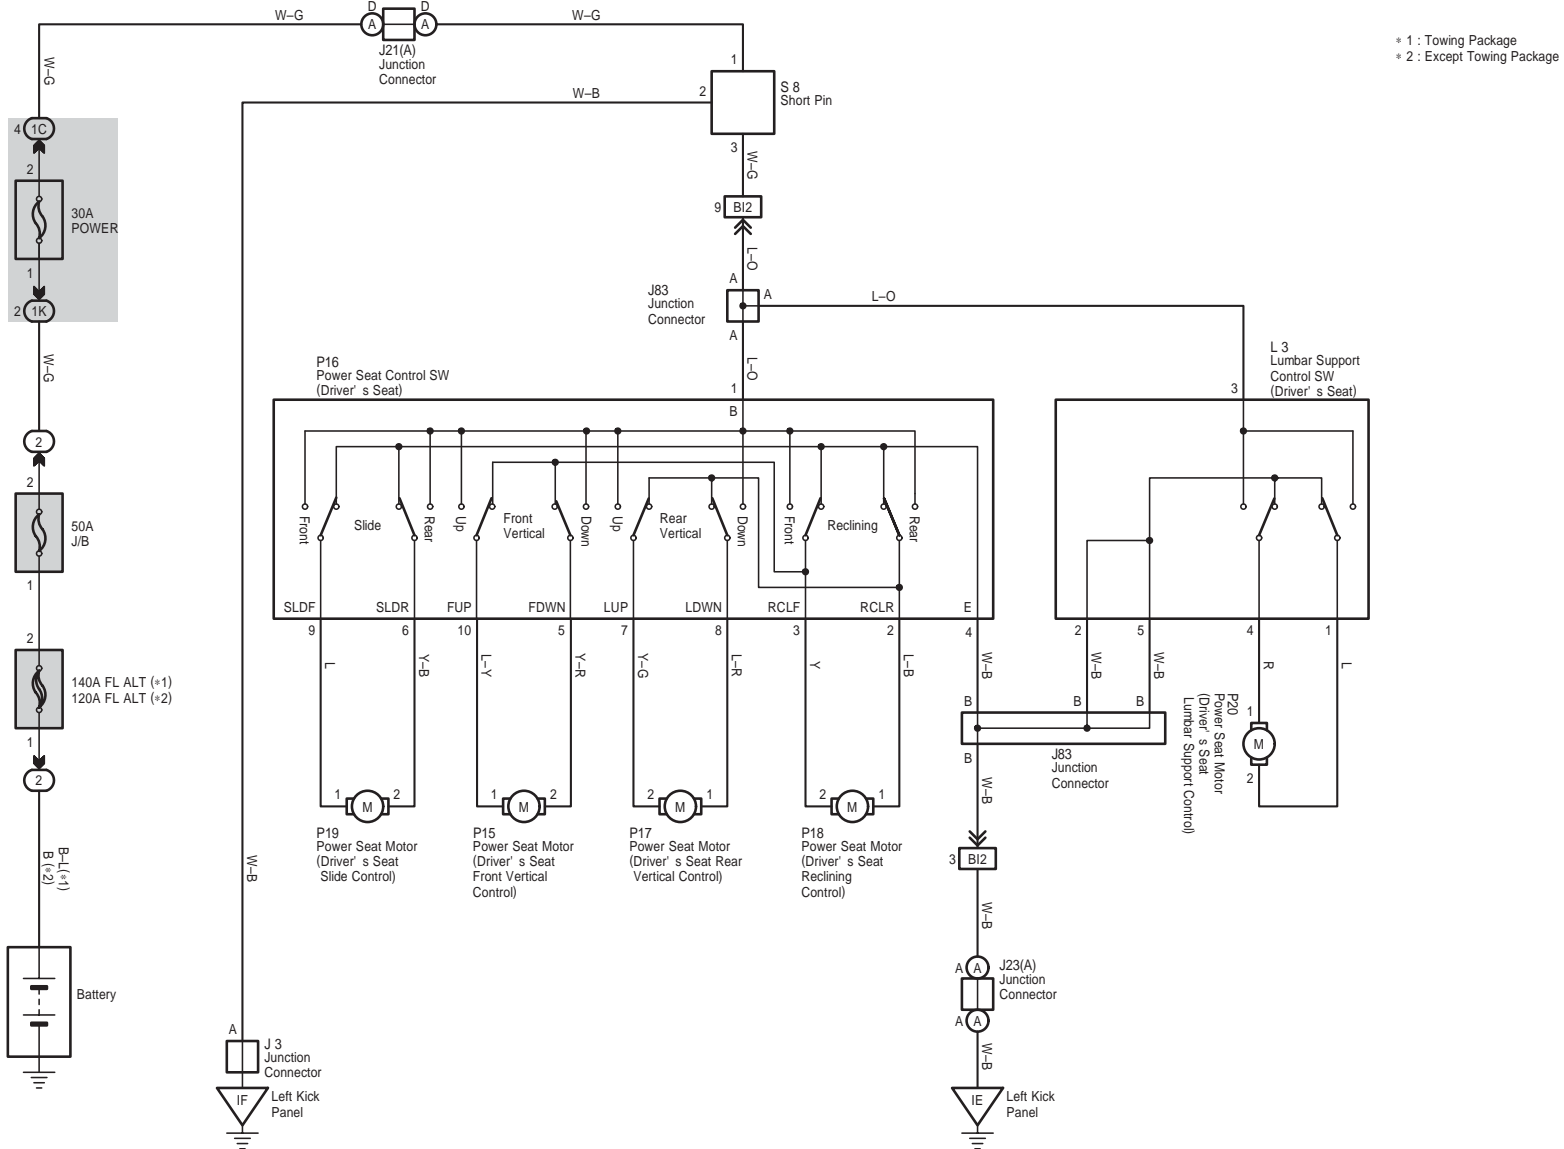 W–G
D
A
D
A
W–G
J21(A)
Junction
Connector
∗ 1 : Towing Package
∗ 2 : Except Towing Package
W–G
4
1C
2
30A
POWER
1
2
1K
W–G
2
2
50A
J/B
1
2
140A FL ALT (∗1)
120A FL ALT (∗2)
1
2
B–L(∗1)
B (∗2)
Battery
1
W–B
2
S 8
Short Pin
3
W–G
9
BI2
L–O
A
J83
Junction
Connector
A
L–O
A
L–O
P16
Power Seat Control SW
(Driver' s Seat)
1
B
L 3
Lumbar Support
Control SW
(Driver' s Seat)
3
Front
Slide
Rear
Up
Front
Vertical
Down
Up
Rear
Vertical
Down
Front
Reclining
Rear
SLDF
SLDR
FUP
FDWN
LUP
LDWN
RCLF
RCLR
E
9
6
10
5
7
8
3
2
4
2
5
4
1
L
Y–B
L–Y
Y–R
Y–G
L–R
Y
L–B
W–B
W–B
W–B
R
L
B
B
B
J83
Junction
Connector
B
W–B
P20
Power Seat Motor
(Driver' s Seat
Lumbar Support Control)
1
M
2
1
M
2
1
M
2
2
M
1
2
M
1
P19
Power Seat Motor
(Driver' s Seat
Slide Control)
P15
Power Seat Motor
(Driver' s Seat
Front Vertical
Control)
P17
Power Seat Motor
(Driver' s Seat Rear
Vertical Control)
P18
Power Seat Motor
(Driver' s Seat
Reclining
Control)
3
BI2
W–B
W–B
A
A
J23(A)
Junction
Connector
A
A
W–B
A
J 3
Junction
Connector
IF
Left Kick
Panel
IE
Left Kick
Panel